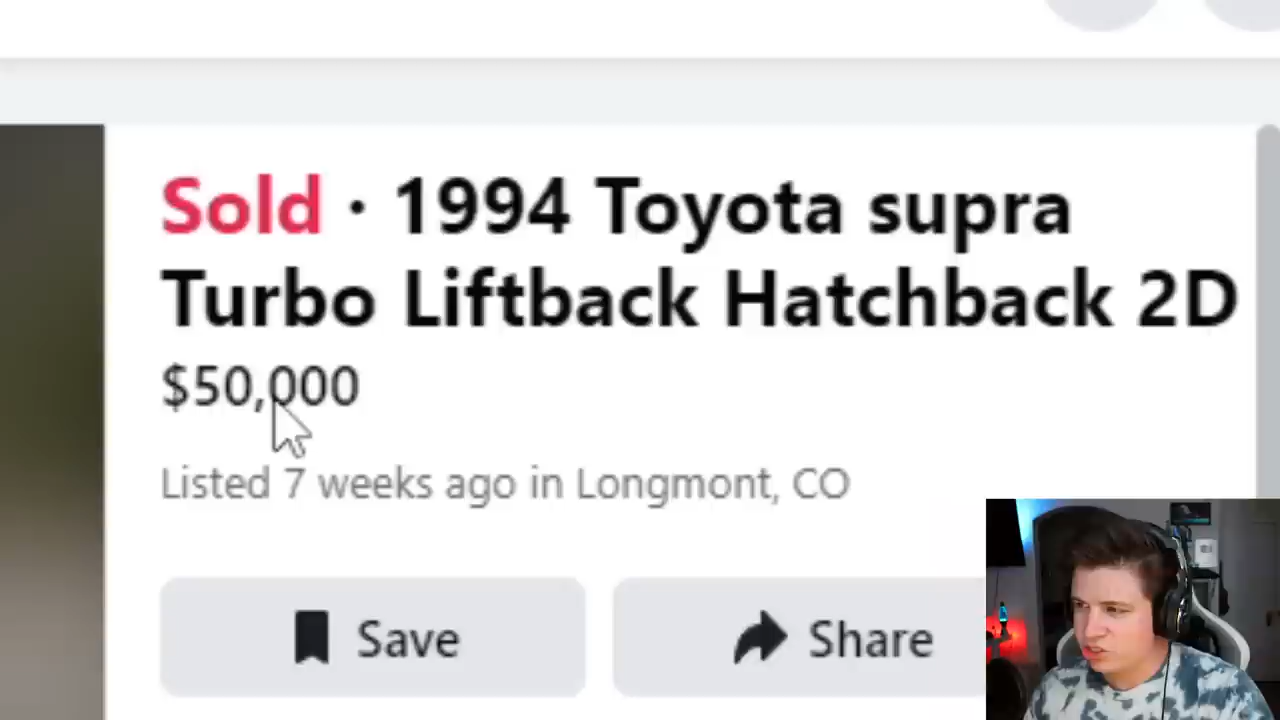 Sold · 1994 Toyota supra
Turbo Liftback Hatchback 2D
$50,000
Listed 7 weeks ago in Longmont, CO
Save
Share